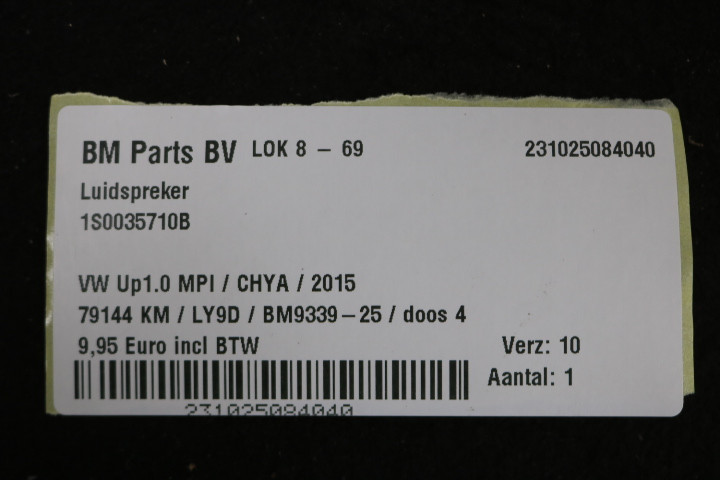 BM Parts BV LOK 8 – 69 231025084040
Luidspreker
1S0035710B
VW Up1.0 MPI / CHYA / 2015
79144 KM / LY9D / BM9339–25 / doos 4
9,95 Euro incl BTW Verz: 10
Aantal: 1
231025084040